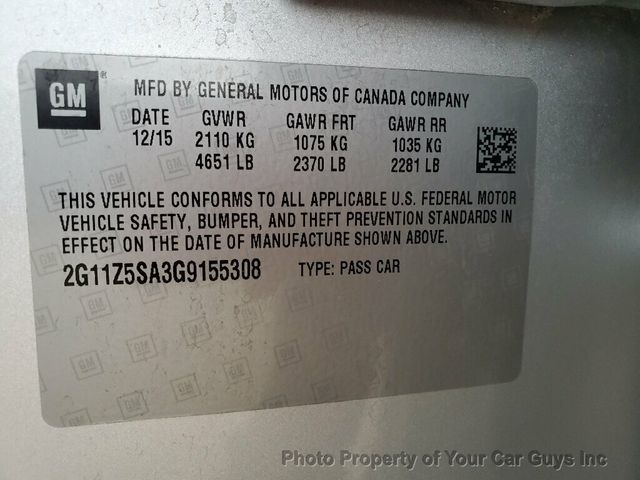 GM
MFD BY GENERAL MOTORS OF CANADA COMPANY
DATE GVWR GAWR FRT GAWR RR
12/15 2110 KG 1075 KG 1035 KG
4651 LB 2370 LB 2281 LB
THIS VEHICLE CONFORMS TO ALL APPLICABLE U.S. FEDERAL MOTOR
VEHICLE SAFETY, BUMPER, AND THEFT PREVENTION STANDARDS IN
EFFECT ON THE DATE OF MANUFACTURE SHOWN ABOVE.
2G11Z5SA3G9155308 TYPE: PASS CAR
Photo Property of Your Car Guys Inc